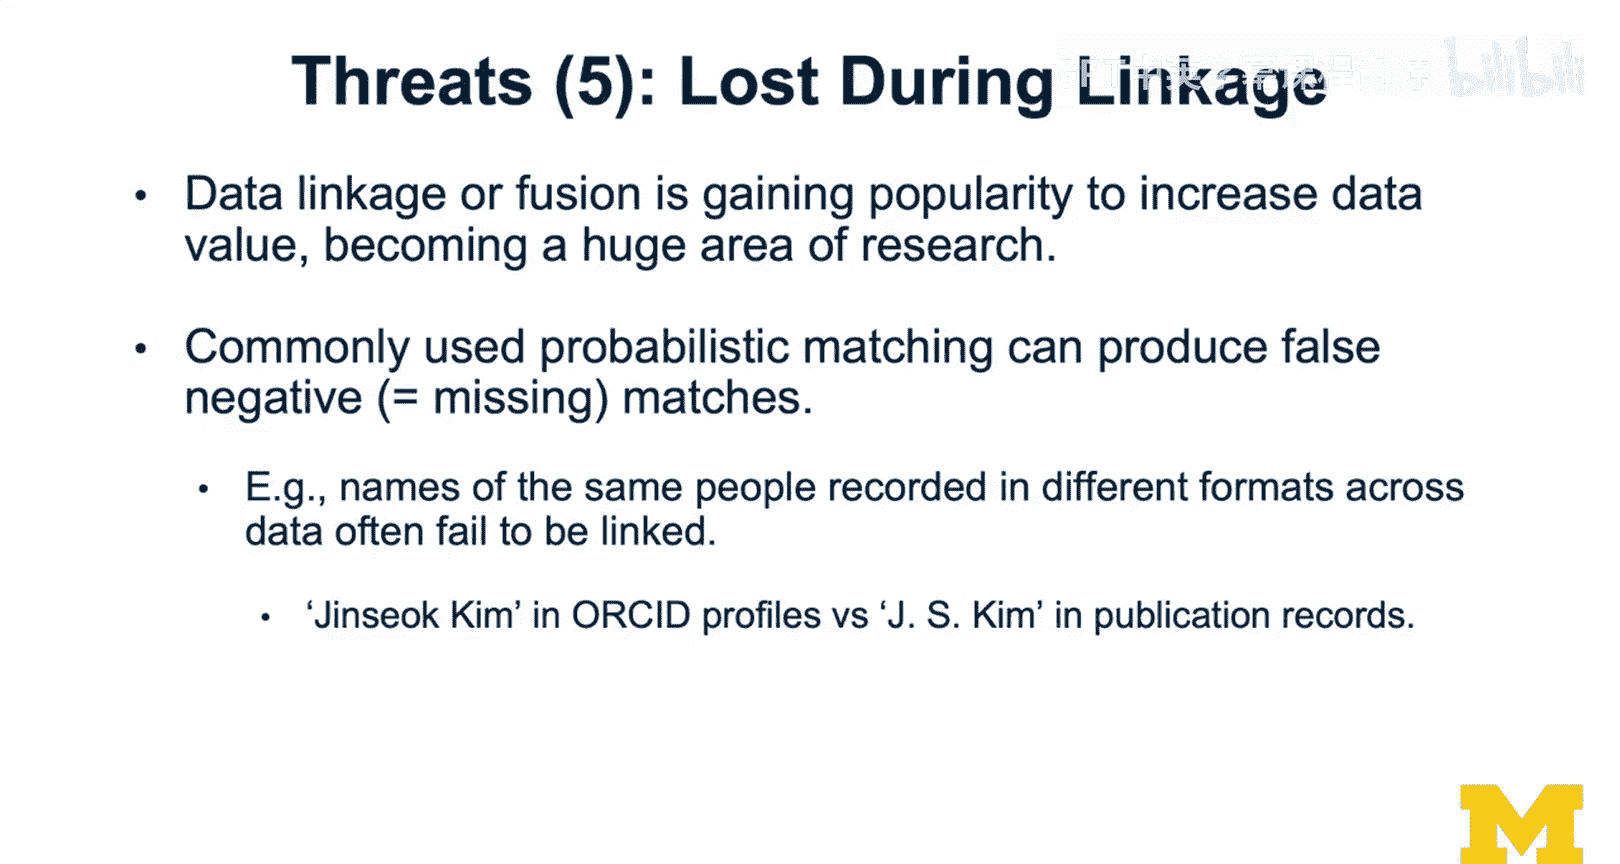 Threats (5): Lost During Linkage
bilibili
• Data linkage or fusion is gaining popularity to increase data
value, becoming a huge area of research.
• Commonly used probabilistic matching can produce false
negative (= missing) matches.
• E.g., names of the same people recorded in different formats across
data often fail to be linked.
• ‘Jinseok Kim’ in ORCID profiles vs ‘J. S. Kim’ in publication records.
M